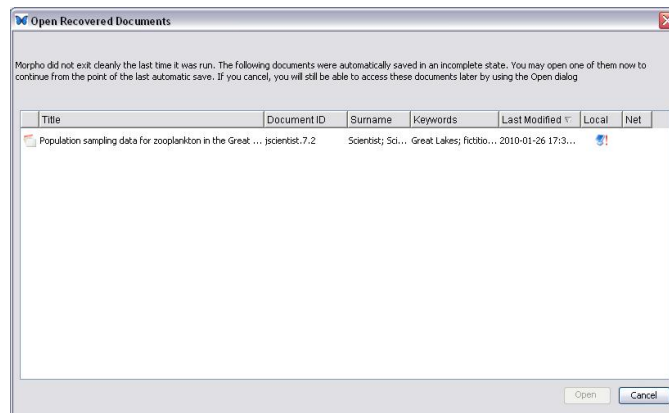 Open Recovered Documents
Morpho did not exit cleanly the last time it was run. The following documents were automatically saved in an incomplete state. You may open one of them now to
continue from the point of the last automatic save. If you cancel, you will still be able to access these documents later by using the Open dialog
Title Document ID Surname Keywords Last Modified Local Net
Population sampling data for zooplankton in the Great ... jscientist.7.2 Scientist; Sci... Great Lakes; fictitio... 2010-01-26 17:3...
Open Cancel